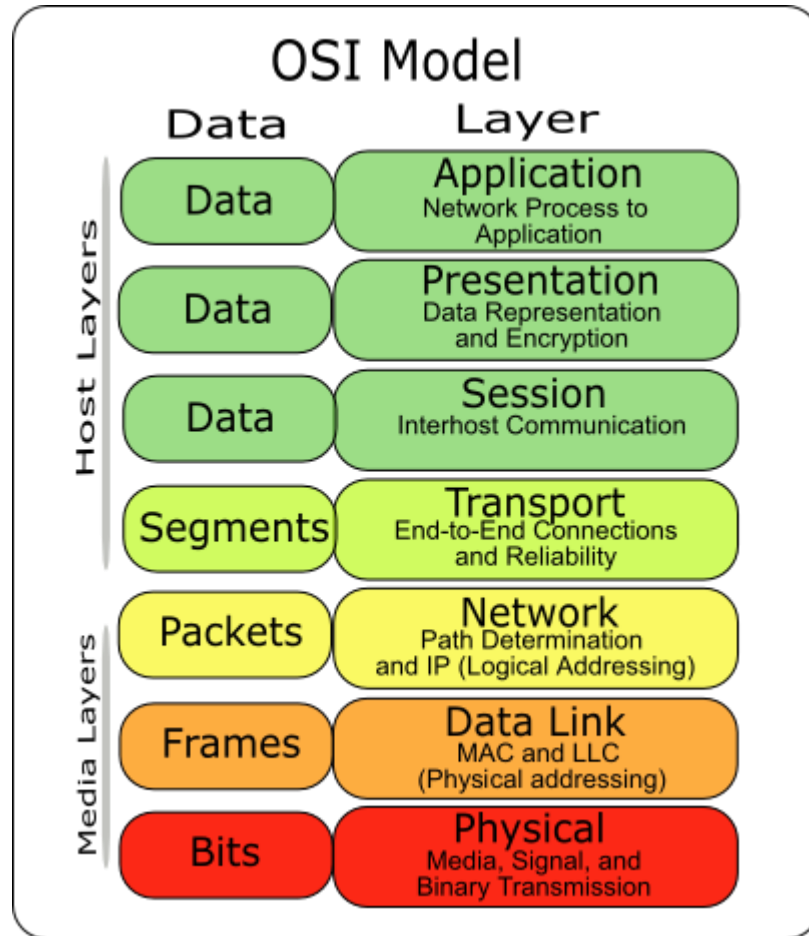 OSI Model
Data
Layer
Host Layers
Data
Application
Network Process to
Application
Data
Presentation
Data Representation
and Encryption
Data
Session
Interhost Communication
Segments
Transport
End-to-End Connections
and Reliability
Media Layers
Packets
Network
Path Determination
and IP (Logical Addressing)
Frames
Data Link
MAC and LLC
(Physical addressing)
Bits
Physical
Media, Signal, and
Binary Transmission